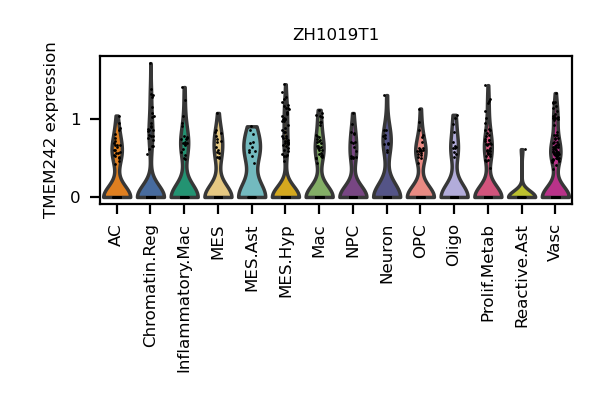 ZH1019T1
TMEM242 expression
1
0
AC
Chromatin.Reg
Inflammatory.Mac
MES
MES.Ast
MES.Hyp
Mac
NPC
Neuron
OPC
Oligo
Prolif.Metab
Reactive.Ast
Vasc